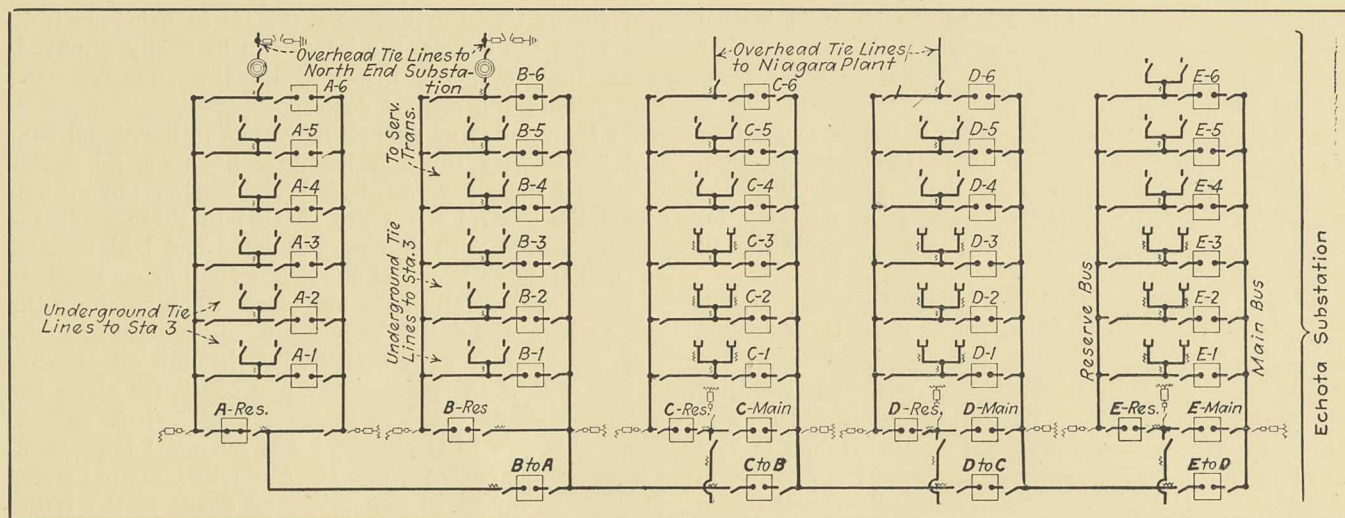 Overhead Tie Lines to
North End Substa-
tion
Overhead Tie Lines
to Niagara Plant
A-6
B-6
C-6
D-6
E-6
A-5
B-5
C-5
D-5
E-5
To Serv.
Trans.
A-4
B-4
C-4
D-4
E-4
A-3
B-3
C-3
D-3
E-3
Underground Tie
Lines to Sta 3
Underground Tie
Lines to Sta.3
A-2
B-2
C-2
D-2
E-2
A-1
B-1
C-1
D-1
E-1
Reserve Bus
Main Bus
Echota Substation
A-Res.
B-Res
C-Res.
C-Main
D-Res.
D-Main
E-Res.
E-Main
B to A
C to B
D to C
E to D